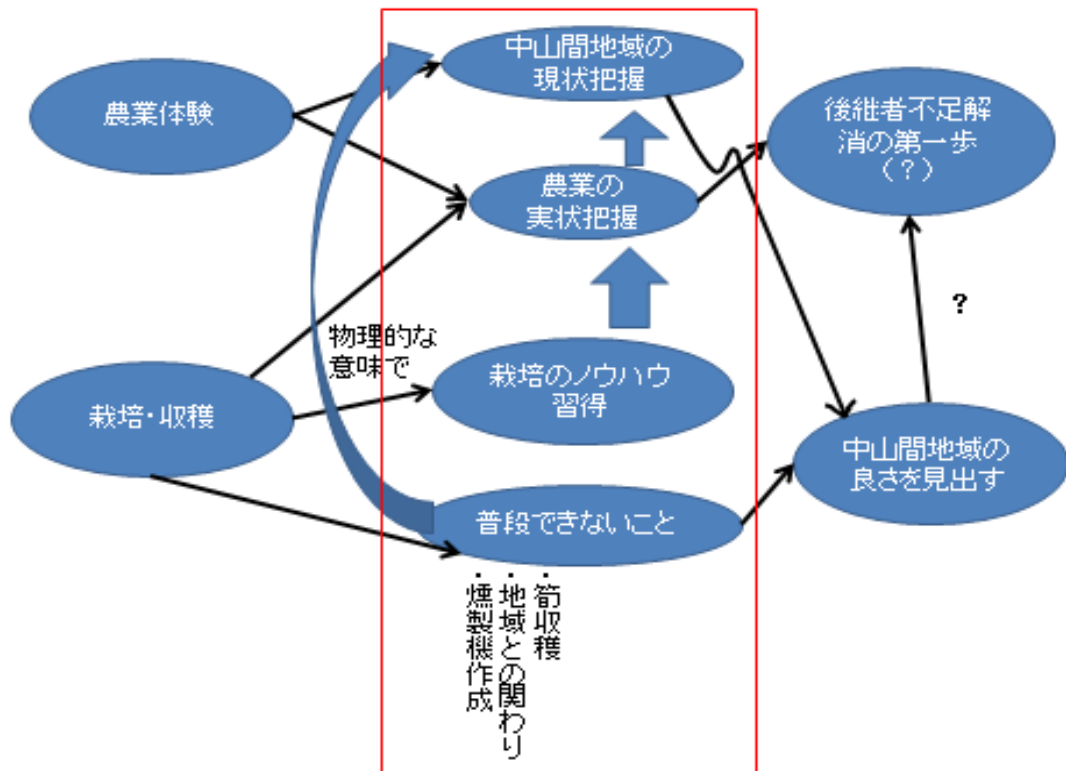 農業体験
中山間地域の
現状把握
後継者不足解
消の第一歩
（？）
農業の
実状把握
？
物理的な
意味で
栽培のノウハウ
習得
栽培・収穫
中山間地域の
良さを見出す
普段できないこと
・筍収穫
・地域との関わり
・燻製機作成